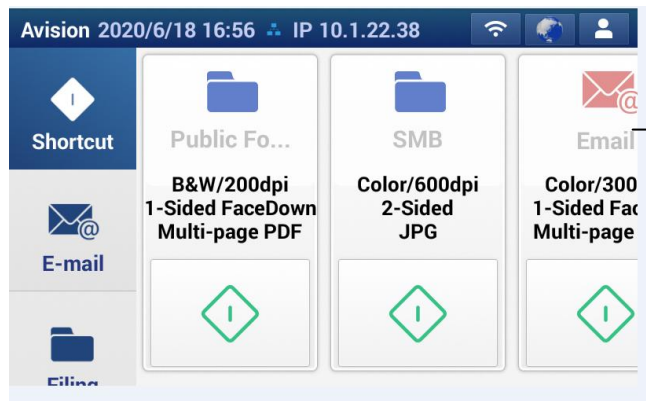 Avision 2020/6/18 16:56 IP 10.1.22.38
Shortcut
E-mail
Filing
Public Fo...
B&W/200dpi
1-Sided FaceDown
Multi-page PDF
SMB
Color/600dpi
2-Sided
JPG
Email
Color/300
1-Sided Fac
Multi-page